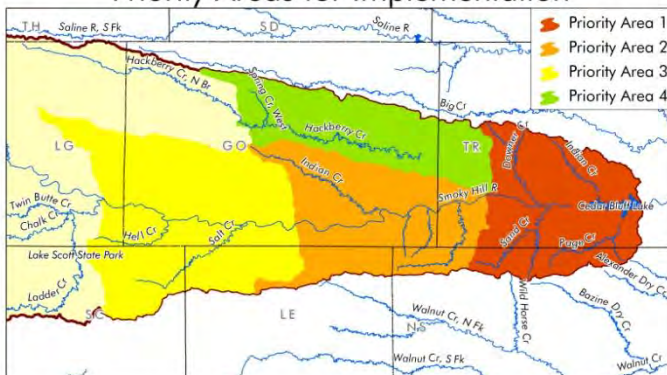 Priority Areas for Implementation
TH
Saline R, S Fk
SD
Saline R
Priority Area 1
Priority Area 2
Priority Area 3
Priority Area 4
Hackberry Cr, N Br
Spring Cr, West
Big Cr
Hackberry Cr
Downer Cr
Indian Cr
LG
GO
TR
Indian Cr
Smoky Hill R
Twin Butte Cr
Cedar Bluff Lake
Chalk Cr
Hell Cr
Salt Cr
Sand Cr
Page Cr
Lake Scott State Park
Alexander Dry Cr
Ladder Cr
Wild Horse Cr
Bazine Dry Cr
SC
LE
Walnut Cr, N Fk
NS
Walnut Cr, S Fk
Walnut Cr